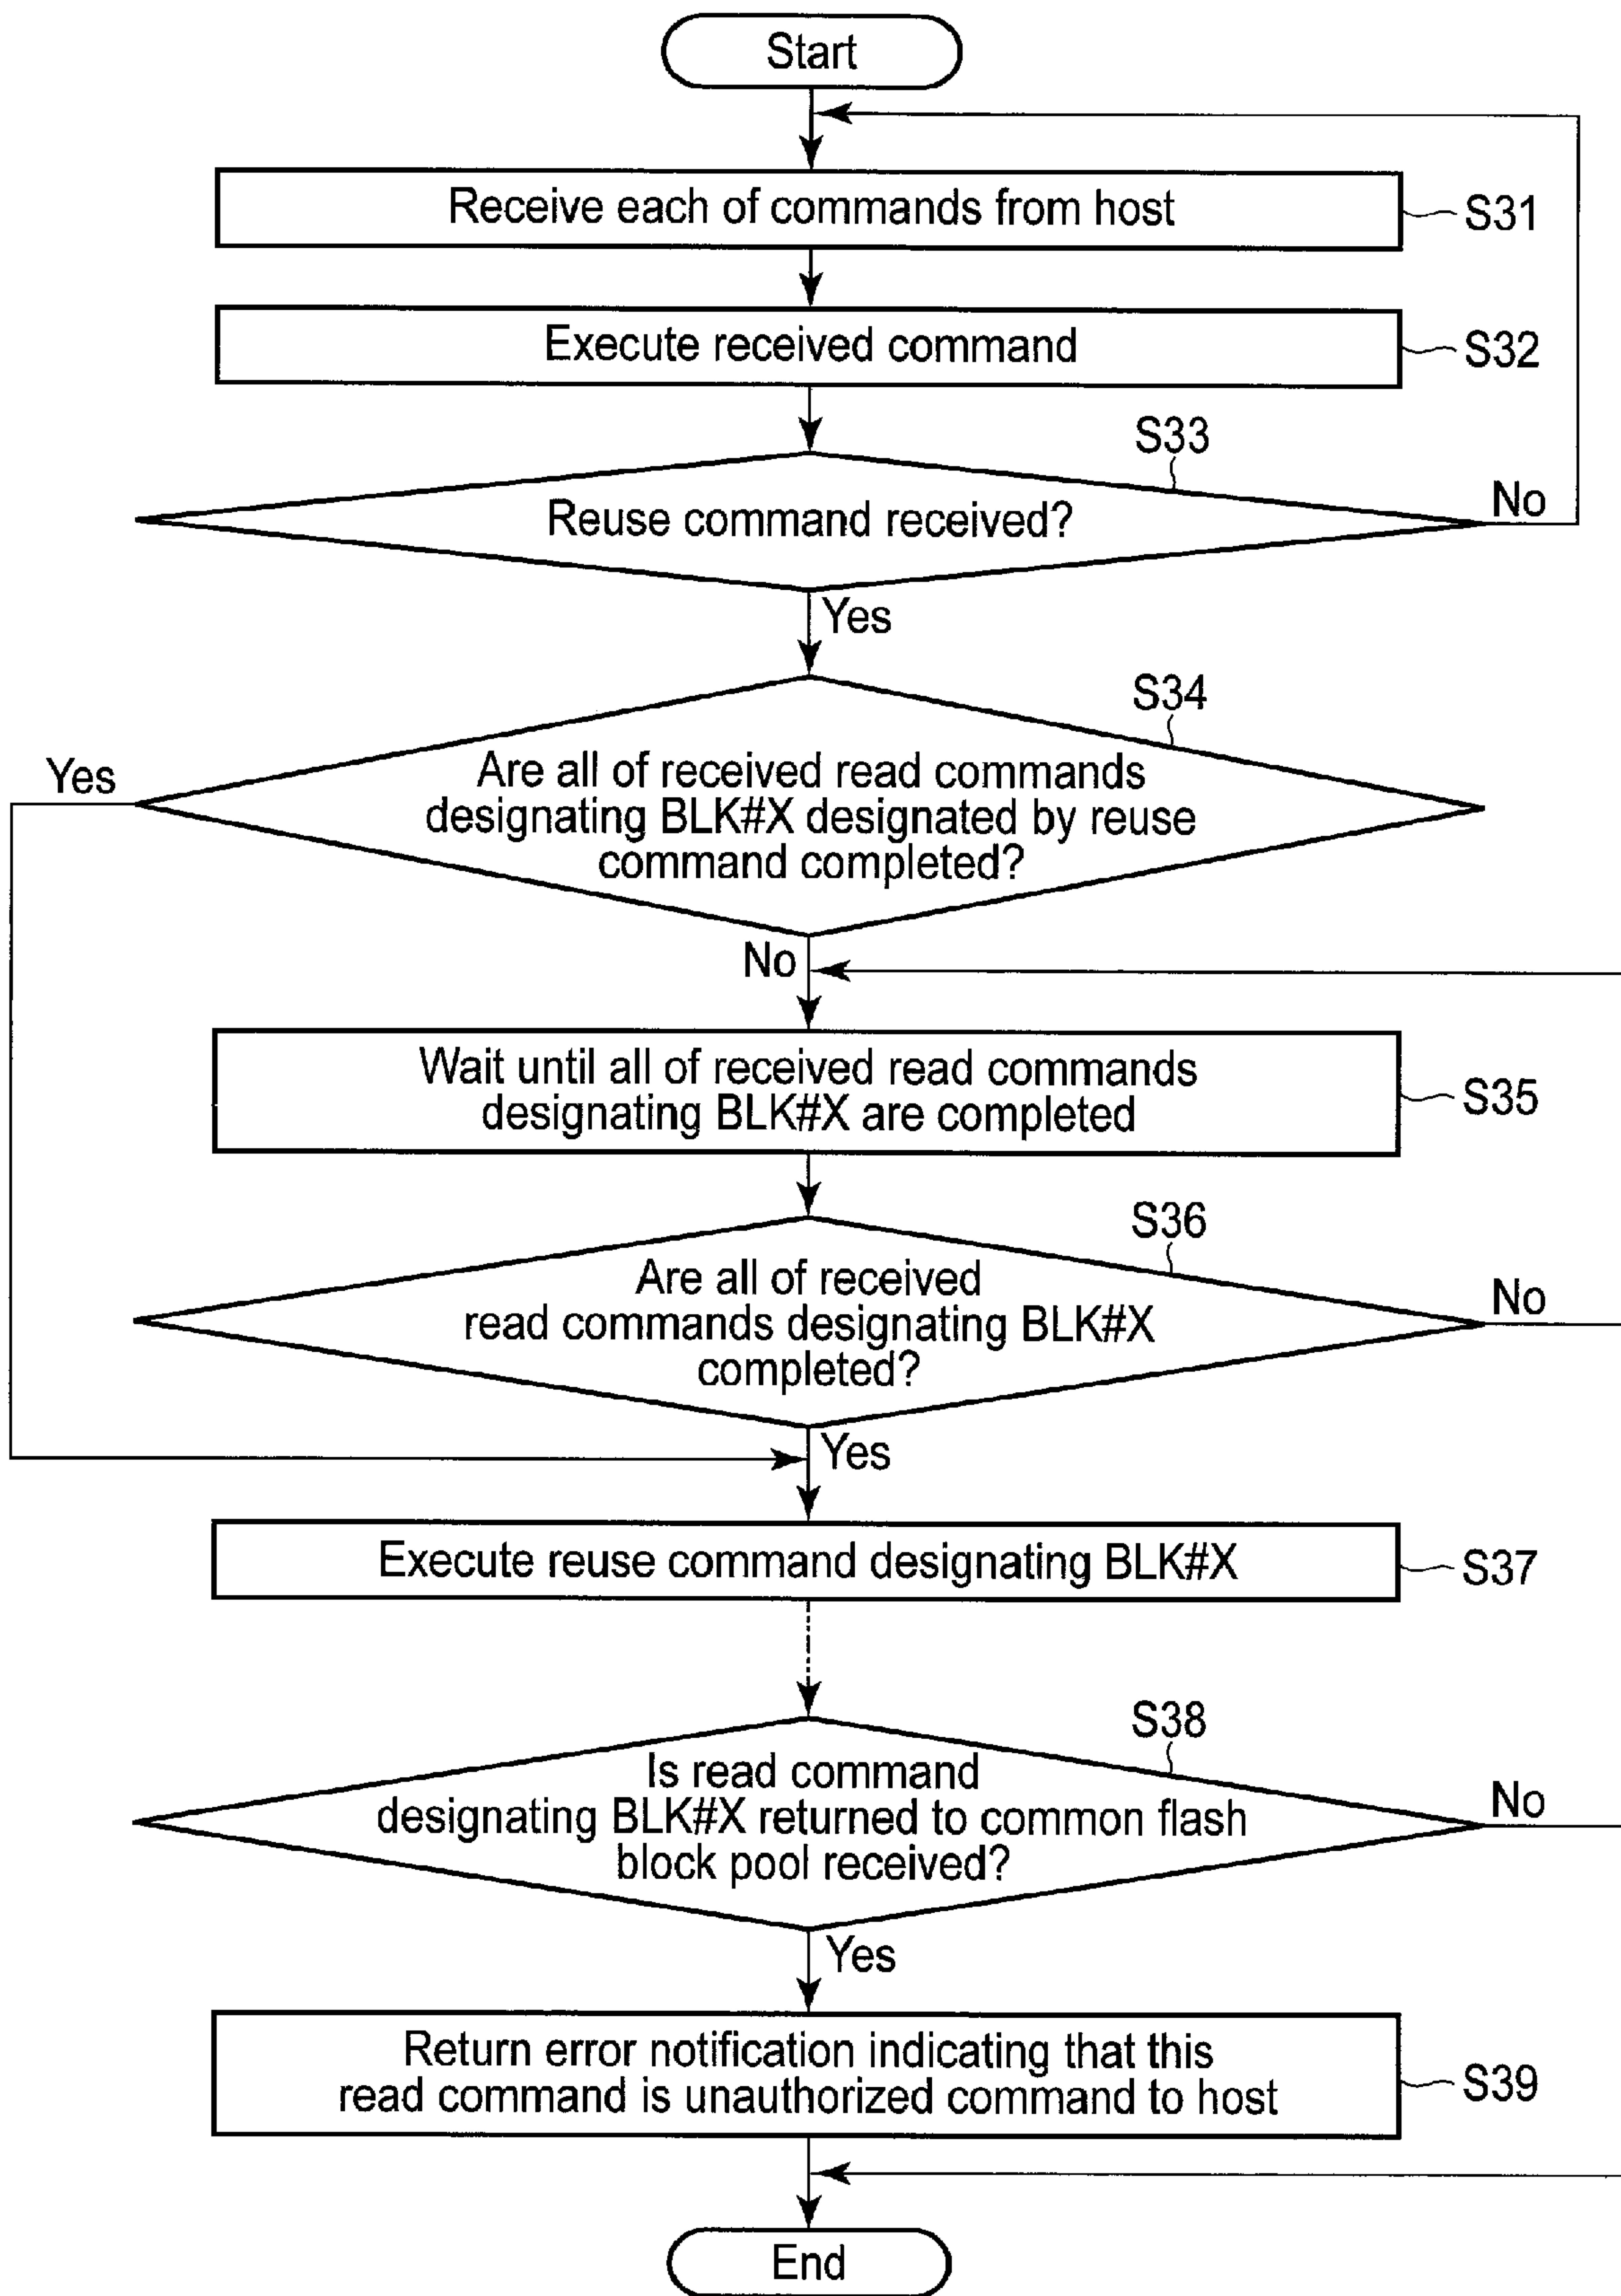 Start
Receive each of commands from host
S31
Execute received command
S32
S33
Reuse command received?
No
Yes
S34
Yes
Are all of received read commands
designating BLK#X designated by reuse
command completed?
No
Wait until all of received read commands
designating BLK#X are completed
S35
S36
Are all of received
read commands designating BLK#X
completed?
No
Yes
Execute reuse command designating BLK#X
S37
S38
Is read command
designating BLK#X returned to common flash
block pool received?
No
Yes
Return error notification indicating that this
read command is unauthorized command to host
S39
End